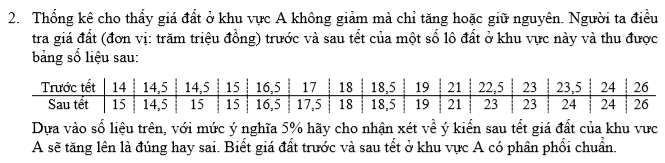 2. Thống kê cho thấy giá đất ở khu vực A không giảm mà chỉ tăng hoặc giữ nguyên. Người ta điều
tra giá đất (đơn vị: trăm triệu đồng) trước và sau tết của một số lô đất ở khu vực này và thu được
bảng số liệu sau:
Trước tết 14 14,5 14,5 15 16,5 17 18 18,5 19 21 22,5 23 23,5 24 26
Sau tết 15 14,5 15 15 16,5 17,5 18 18,5 19 21 23 23 24 24 26
Dựa vào số liệu trên, với mức ý nghĩa 5% hãy cho nhận xét về ý kiến sau tết giá đất của khu vưc
A sẽ tăng lên là đúng hay sai. Biết giá đất trước và sau tết ở khu vực A có phân phối chuẩn.